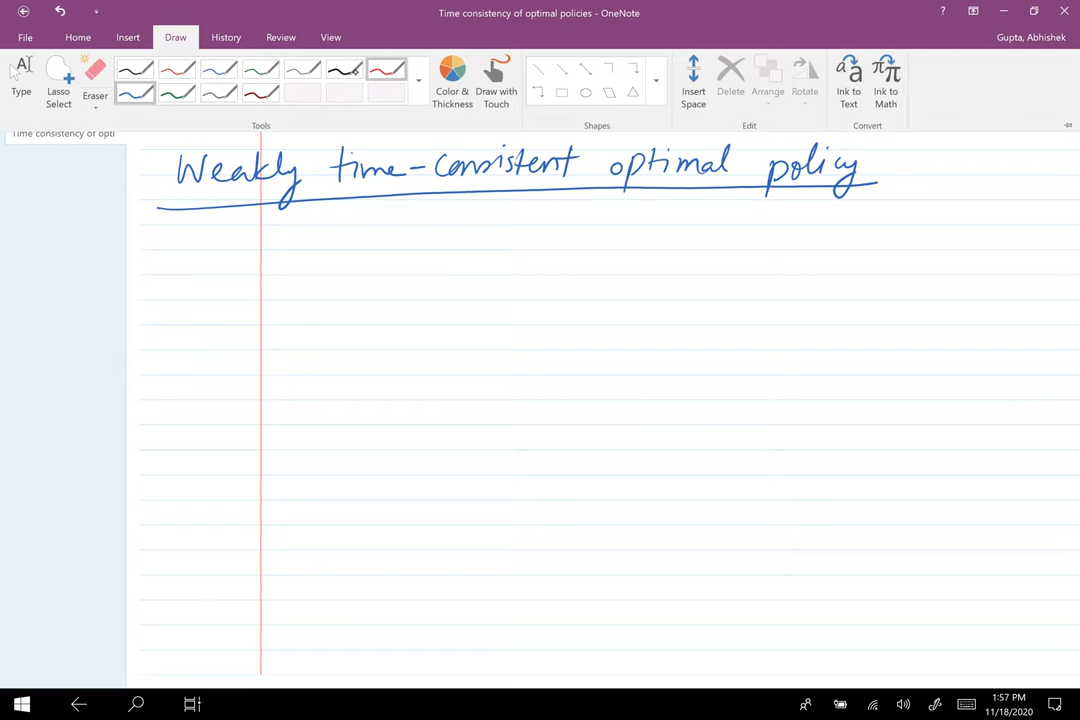 Time consistency of optimal policies - OneNote
File Home Insert Draw History Review View
Gupta, Abhishek
Type
Lasso Select
Eraser
Color & Thickness
Draw with Touch
Insert Space
Delete
Arrange
Rotate
Ink to Text
Ink to Math
Tools
Shapes
Edit
Convert
Time consistency of opti
Weakly time-consistent optimal policy
1:57 PM
11/18/2020